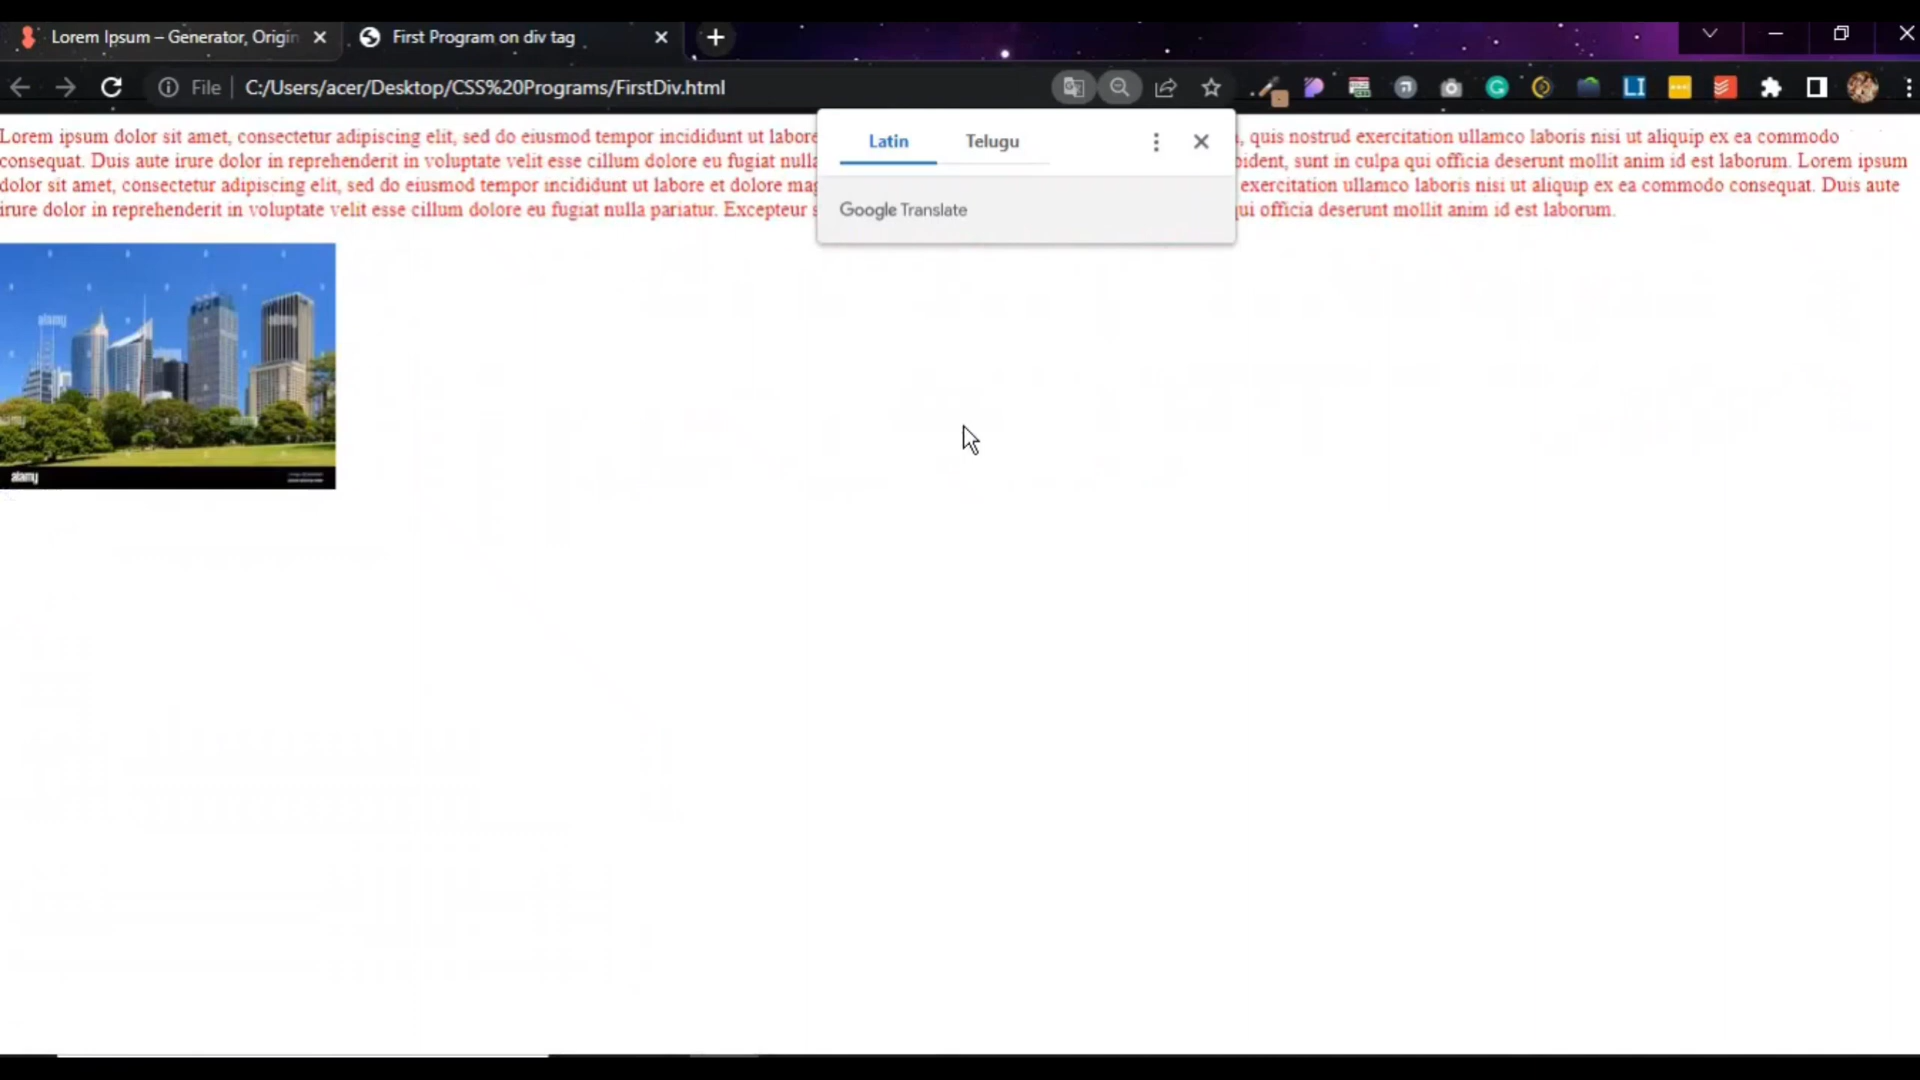 Lorem Ipsum – Generator, Origin
First Program on div tag
File
C:/Users/acer/Desktop/CSS%20Programs/FirstDiv.html
Lorem ipsum dolor sit amet, consectetur adipiscing elit, sed do eiusmod tempor incididunt ut labore quis nostrud exercitation ullamco laboris nisi ut aliquip ex ea commodo
consequat. Duis aute irure dolor in reprehenderit in voluptate velit esse cillum dolore eu fugiat nulla bident, sunt in culpa qui officia deserunt mollit anim id est laborum. Lorem ipsum
dolor sit amet, consectetur adipiscing elit, sed do eiusmod tempor incididunt ut labore et dolore mag exercitation ullamco laboris nisi ut aliquip ex ea commodo consequat. Duis aute
irure dolor in reprehenderit in voluptate velit esse cillum dolore eu fugiat nulla pariatur. Excepteur s qui officia deserunt mollit anim id est laborum.
Latin
Telugu
Google Translate
LI
alamy
alamy
alamy